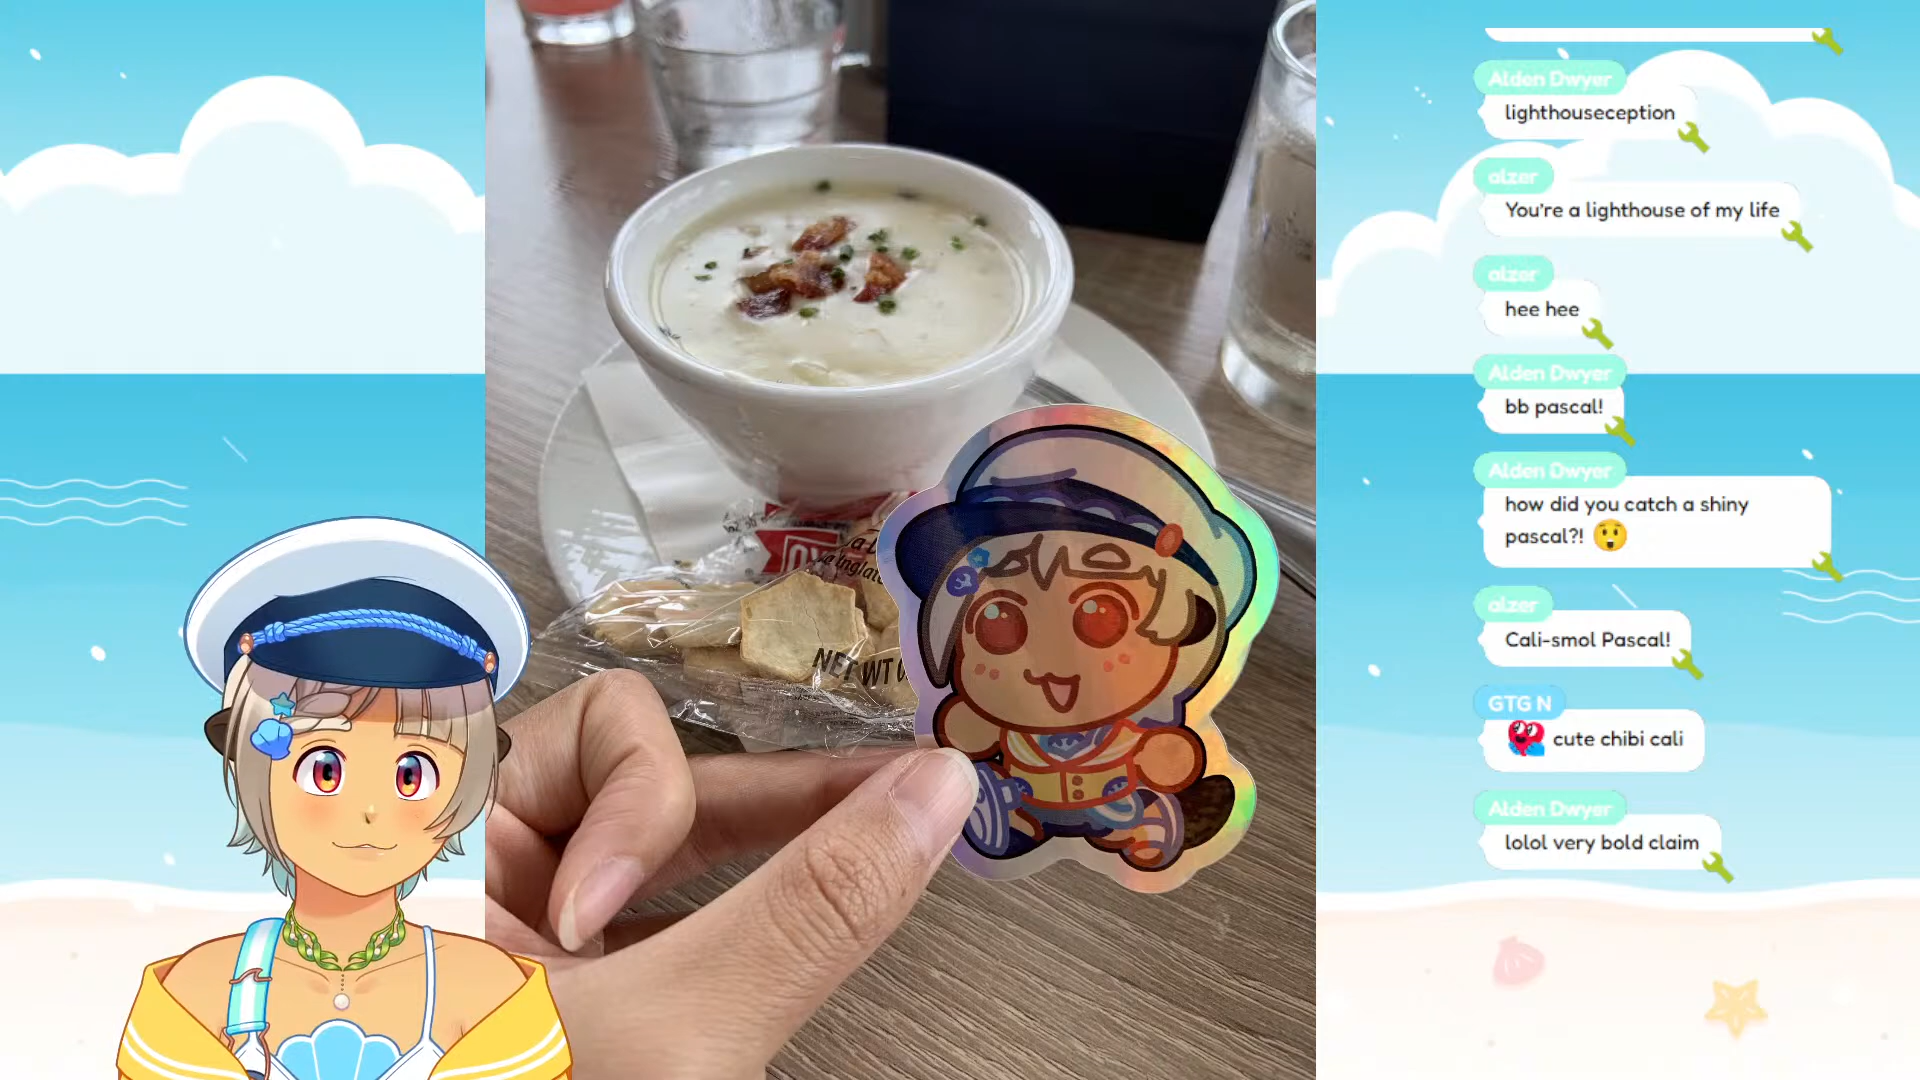 NET WT 0
Alden Dwyer
lighthouseception
alzer
You're a lighthouse of my life
alzer
hee hee
Alden Dwyer
bb pascal!
Alden Dwyer
how did you catch a shiny
pascal?! 😲
alzer
Cali-smol Pascal!
GTG N
cute chibi cali
Alden Dwyer
lolol very bold claim